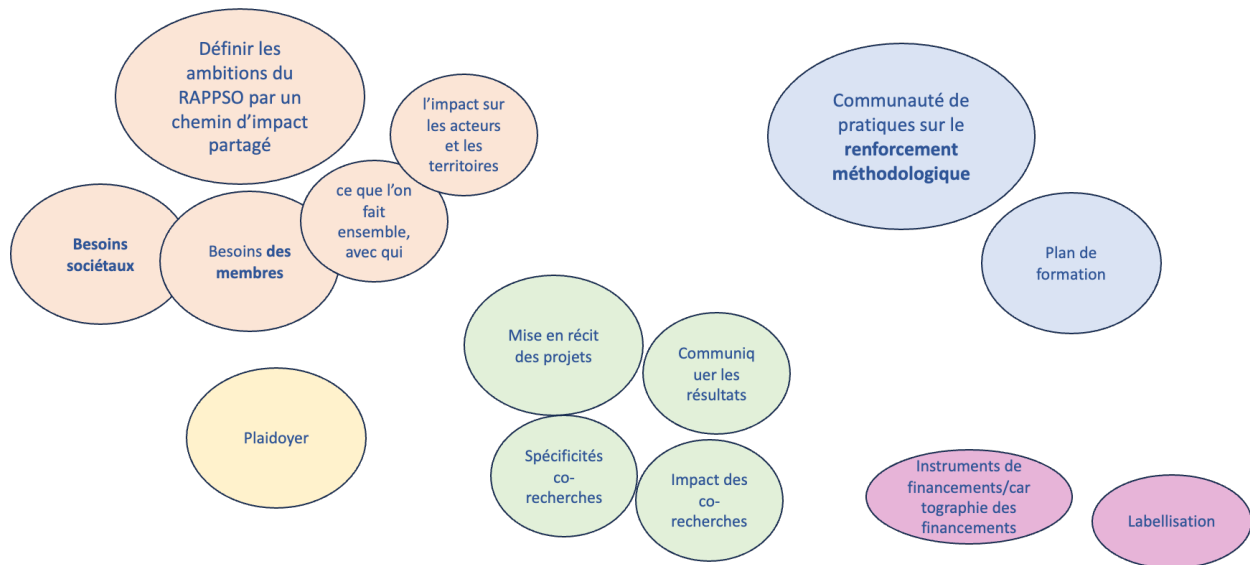 Définir les
ambitions du
RAPPSO par un
chemin d'impact
partagé
l'impact sur
les acteurs
et les
territoires
ce que l'on
fait
ensemble,
avec qui
Besoins
sociétaux
Besoins des
membres
Communauté de
pratiques sur le
renforcement
méthodologique
Plan de
formation
Mise en récit
des projets
Communiq
uer les
résultats
Spécificités
co-
recherches
Impact des
co-
recherches
Plaidoyer
Instruments de
financements/car
tographie des
financements
Labellisation